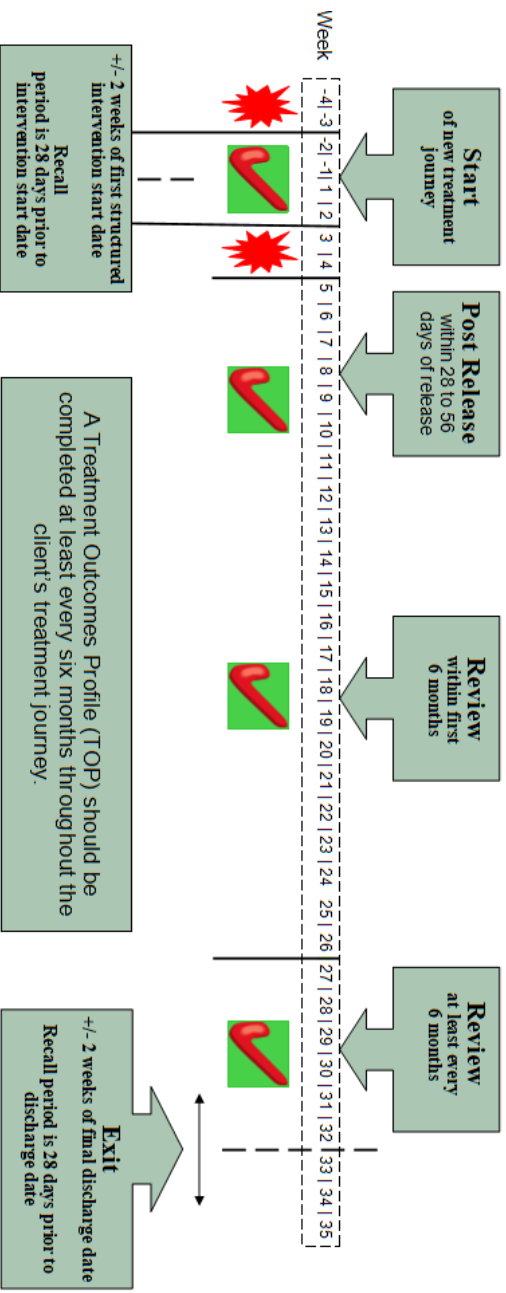 Start
of new treatment
journey
Post Release
within 28 to 56
days of release
Review
within first
6 months
Review
at least every
6 months
Week -4| -3 -2| -1| 1 | 2 3 | 4 5 | 6 | 7 | 8 | 9 | 10 | 11 | 12 | 13 | 14 | 15 | 16 | 17 | 18 | 19 | 20 | 21 | 22 | 23 | 24 25 | 26 27 | 28 | 29 | 30 | 31 | 32 33 | 34 | 35
+/- 2 weeks of first structured
intervention start date
Recall
period is 28 days prior to
intervention start date
A Treatment Outcomes Profile (TOP) should be
completed at least every six months throughout the
client's treatment journey.
Exit
+/- 2 weeks of final discharge date
Recall period is 28 days prior to
discharge date